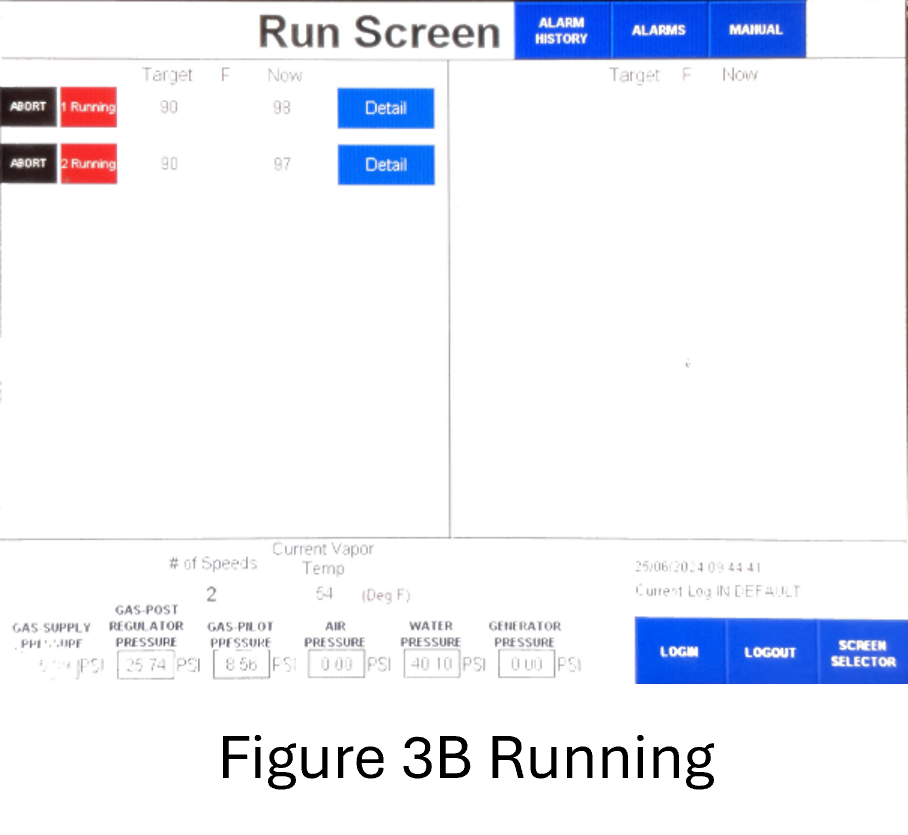 Run Screen
ALARM HISTORY
ALARMS
MANUAL
Target F Now
Target F Now
ABORT 1 Running 90 98 Detail
ABORT 2 Running 90 97 Detail
# of Speeds
2
Current Vapor
Temp
54 (Deg F)
25/06/2024 09:44:41
Current Log IN DEFAULT
GAS SUPPLY
PSI
GAS-POST
REGULATOR
PRESSURE
25.74 PSI
GAS-PILOT
PRESSURE
8.56 PSI
AIR
PRESSURE
0.00 PSI
WATER
PRESSURE
40.10 PSI
GENERATOR
PRESSURE
0.00 PSI
LOGIN
LOGOUT
SCREEN
SELECTOR
Figure 3B Running